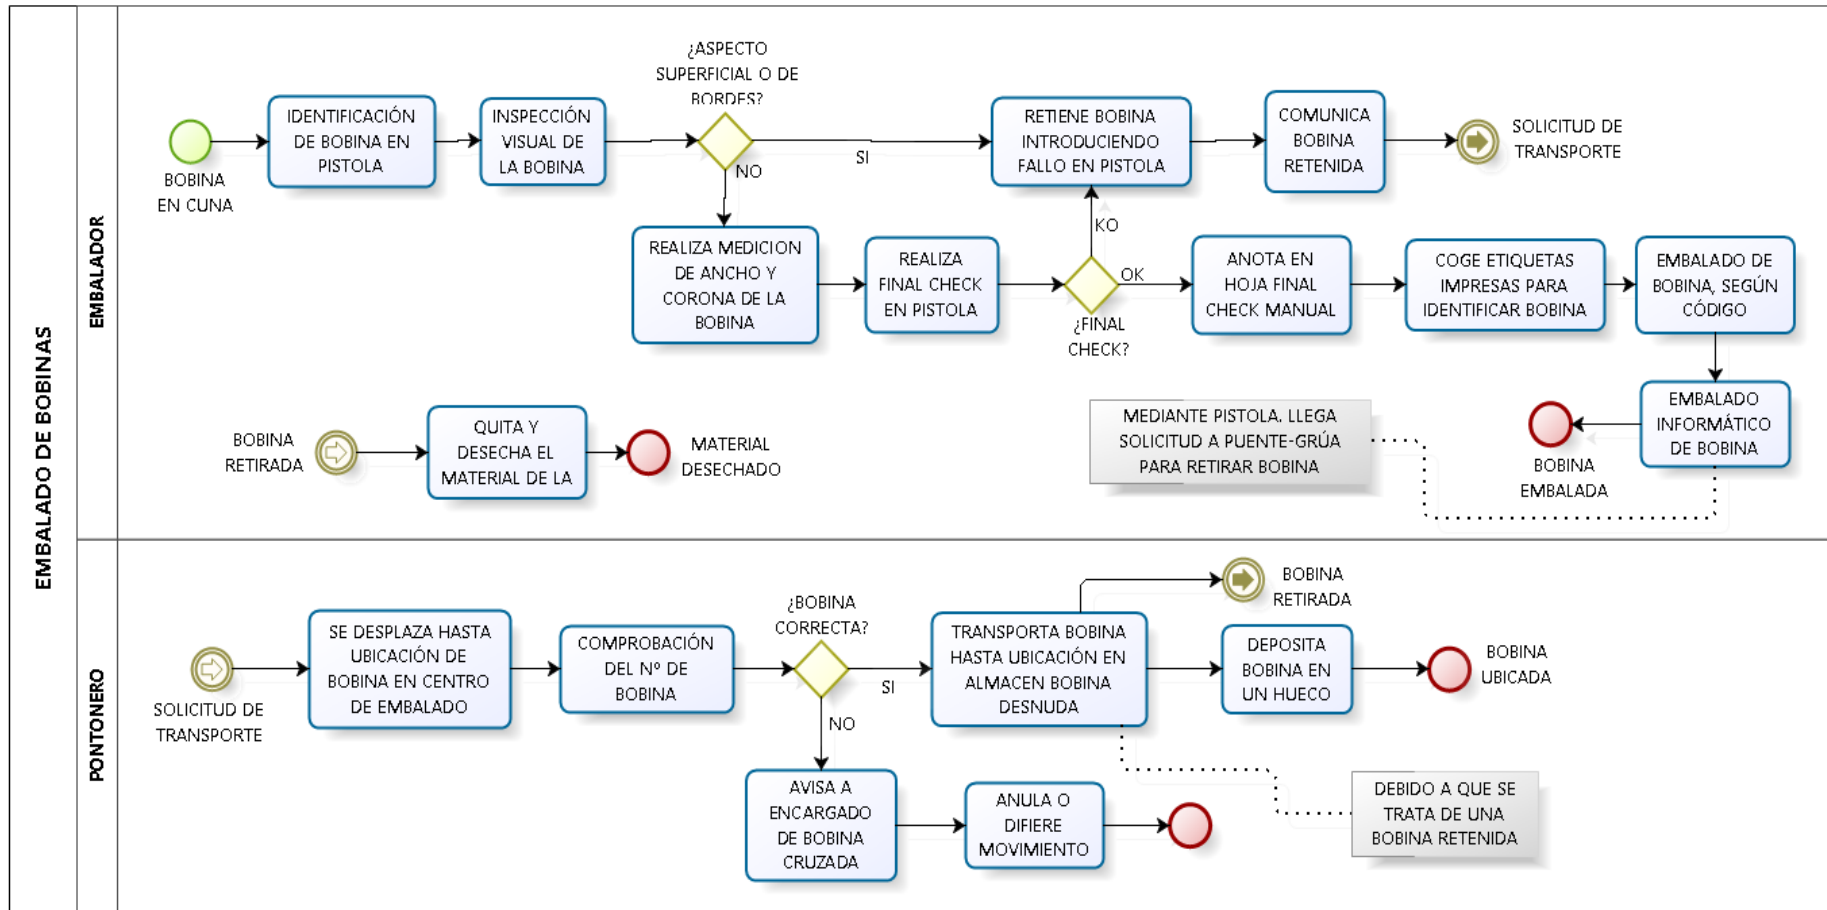 EMBALADO DE BOBINAS
EMBALADOR
¿ASPECTO
SUPERFICIAL O DE
BORDES?
BOBINA
EN CUNA
IDENTIFICACIÓN
DE BOBINA EN
PISTOLA
INSPECCIÓN
VISUAL DE
LA BOBINA
SI
NO
RETIENE BOBINA
INTRODUCIENDO
FALLO EN PISTOLA
COMUNICA
BOBINA
RETENIDA
SOLICITUD DE
TRANSPORTE
REALIZA MEDICION
DE ANCHO Y
CORONA DE LA
BOBINA
REALIZA
FINAL CHECK
EN PISTOLA
KO
OK
¿FINAL
CHECK?
ANOTA EN
HOJA FINAL
CHECK MANUAL
COGE ETIQUETAS
IMPRESAS PARA
IDENTIFICAR BOBINA
EMBALADO DE
BOBINA, SEGÚN
CÓDIGO
EMBALADO
INFORMÁTICO
DE BOBINA
BOBINA
EMBALADA
MEDIANTE PISTOLA. LLEGA
SOLICITUD A PUENTE-GRÚA
PARA RETIRAR BOBINA
BOBINA
RETIRADA
QUITA Y
DESECHA EL
MATERIAL DE LA
MATERIAL
DESECHADO
PONTONERO
SOLICITUD DE
TRANSPORTE
SE DESPLAZA HASTA
UBICACIÓN DE
BOBINA EN CENTRO
DE EMBALADO
COMPROBACIÓN
DEL Nº DE
BOBINA
¿BOBINA
CORRECTA?
SI
NO
TRANSPORTA BOBINA
HASTA UBICACIÓN EN
ALMACEN BOBINA
DESNUDA
BOBINA
RETIRADA
DEPOSITA
BOBINA EN
UN HUECO
BOBINA
UBICADA
AVISA A
ENCARGADO
DE BOBINA
CRUZADA
ANULA O
DIFIERE
MOVIMIENTO
DEBIDO A QUE SE
TRATA DE UNA
BOBINA RETENIDA